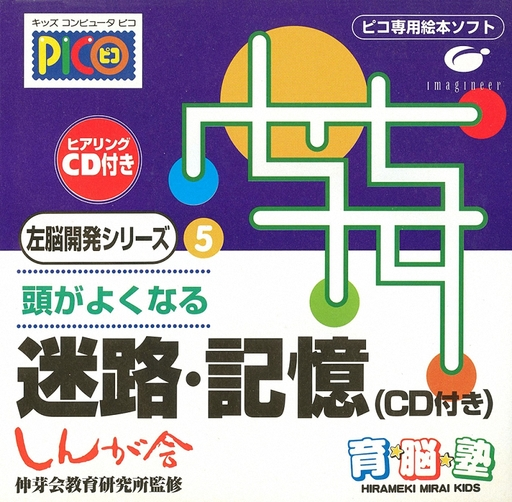 キッズ コンピュータ ピコ
PiCO ピコ
ピコ専用絵本ソフト
imagineer
ヒアリング
CD付き
左脳開発シリーズ 5
頭がよくなる
迷路・記憶(CD付き)
しんが会
伸芽会教育研究所監修
育脳塾
HIRAMEKI MIRAI KIDS